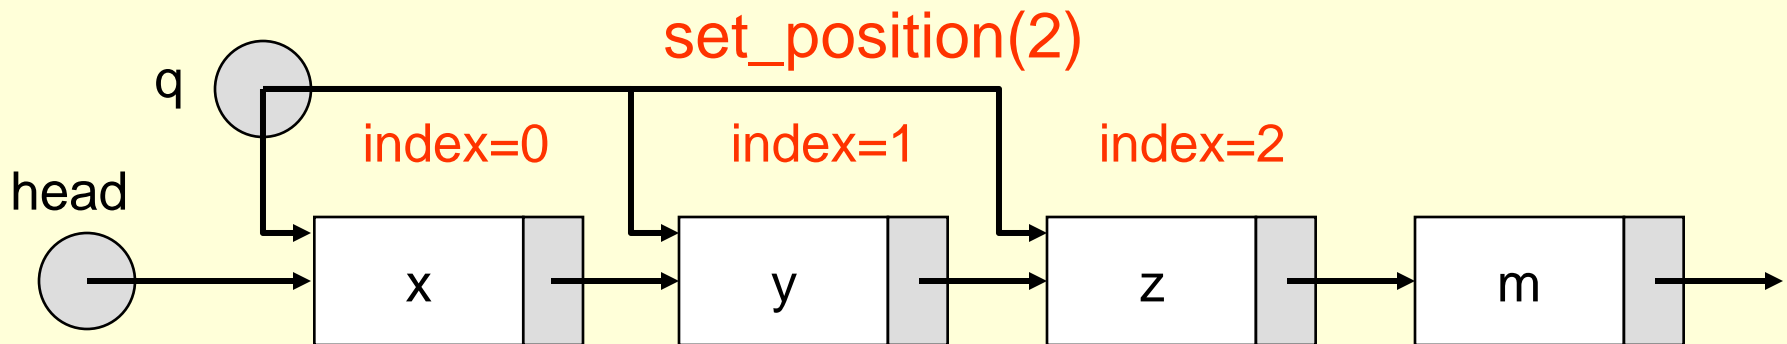 set_position(2)
q
index=0 index=1 index=2
head
x y z m